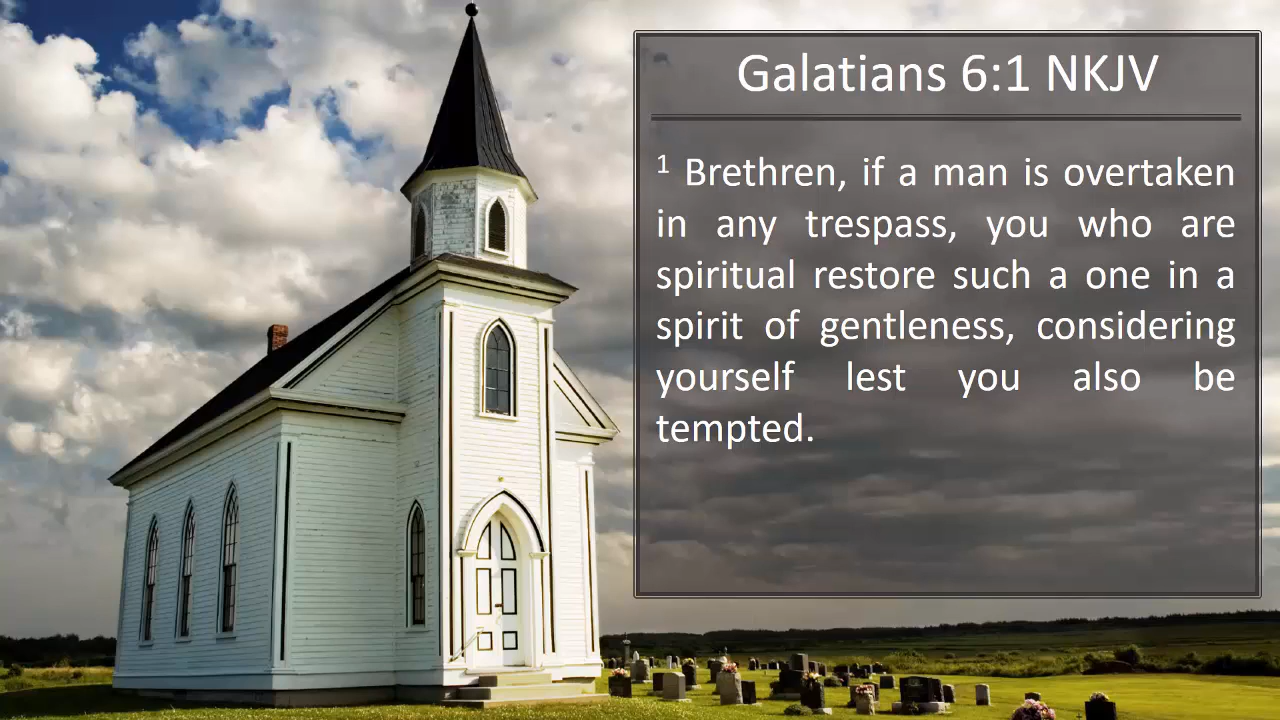 Galatians 6:1 NKJV
1 Brethren, if a man is overtaken
in any trespass, you who are
spiritual restore such a one in a
spirit of gentleness, considering
yourself lest you also be
tempted.